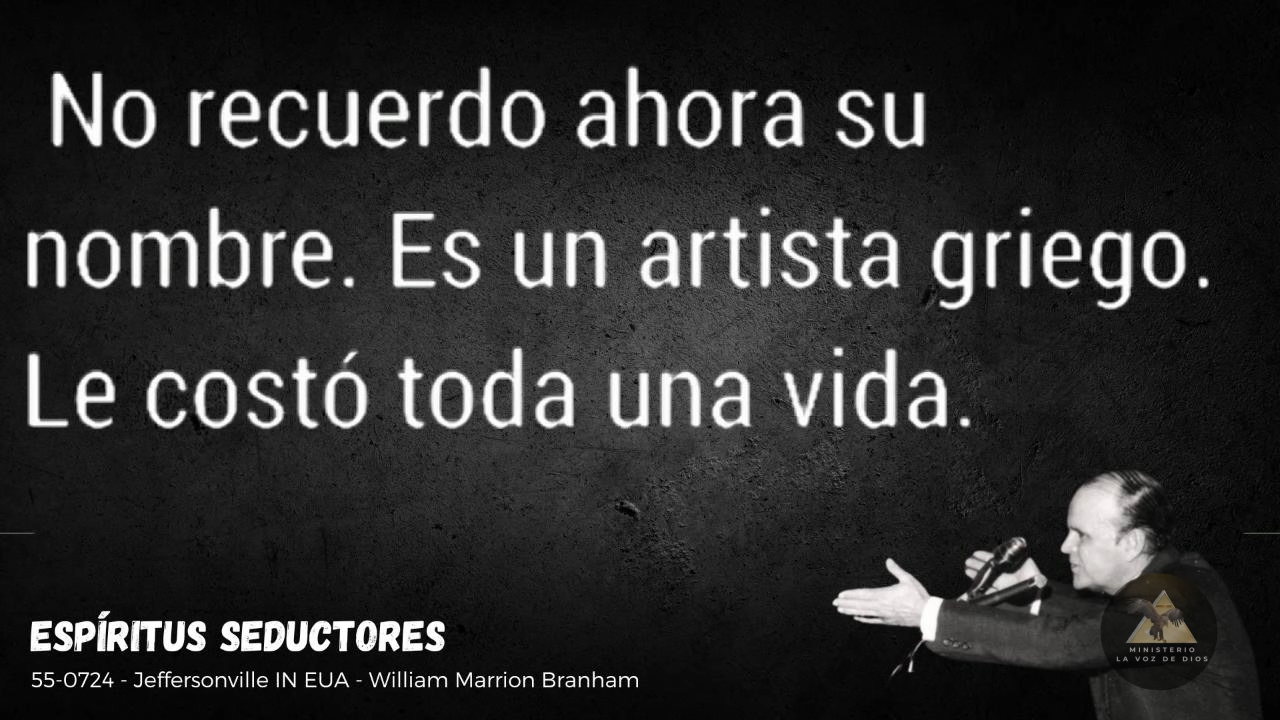 No recuerdo ahora su
nombre. Es un artista griego.
Le costó toda una vida.
ESPÍRITUS SEDUCTORES
55-0724 - Jeffersonville IN EUA - William Marrion Branham
MINISTERIO
LA VOZ DE DIOS